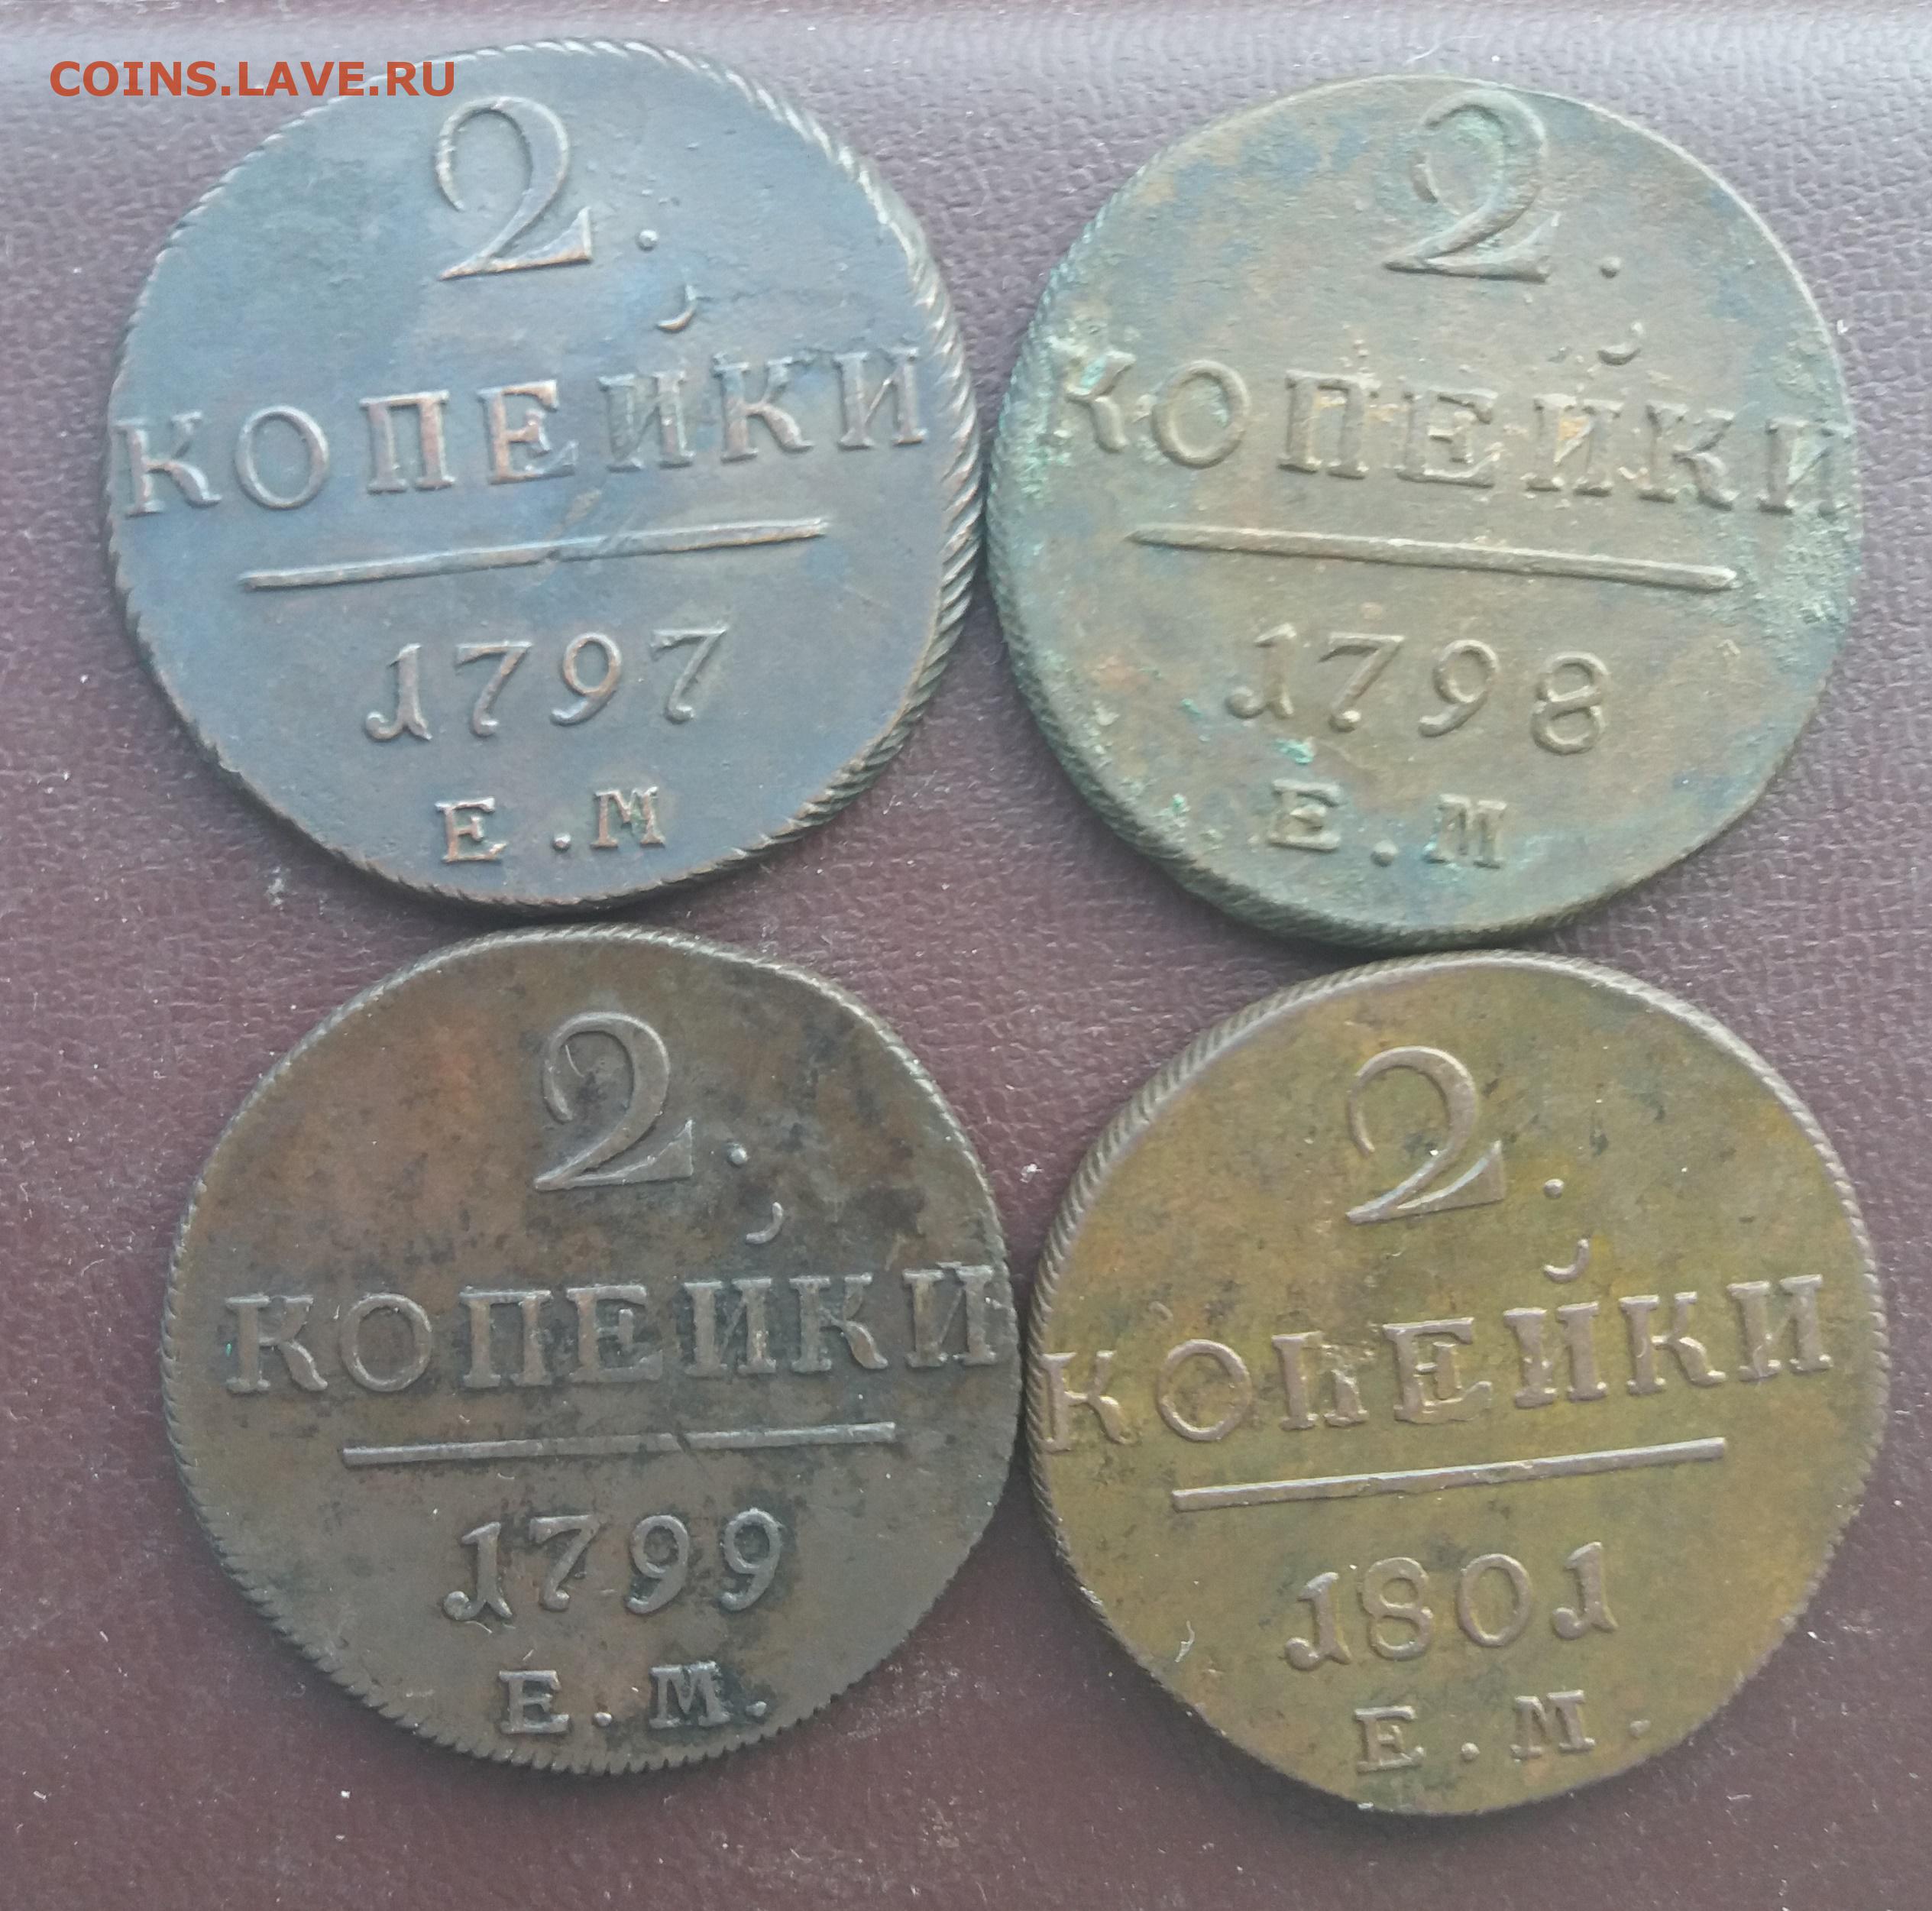 COINS.LAVE.RU
2.
КОПЕЙКИ
1797
Е.М
2.
КОПЕЙКИ
1798
Е.М
2.
КОПЕЙКИ
1799
Е.М.
2.
КОПЕЙКИ
1801
Е.М.